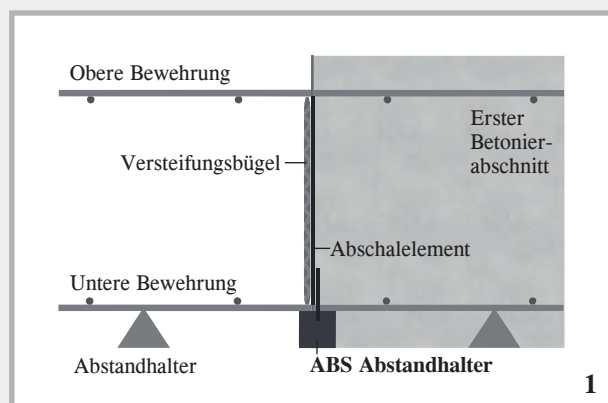 Obere Bewehrung
Erster
Betonier-
abschnitt
Versteifungsbügel
Abschalelement
Untere Bewehrung
Abstandhalter
ABS Abstandhalter
1